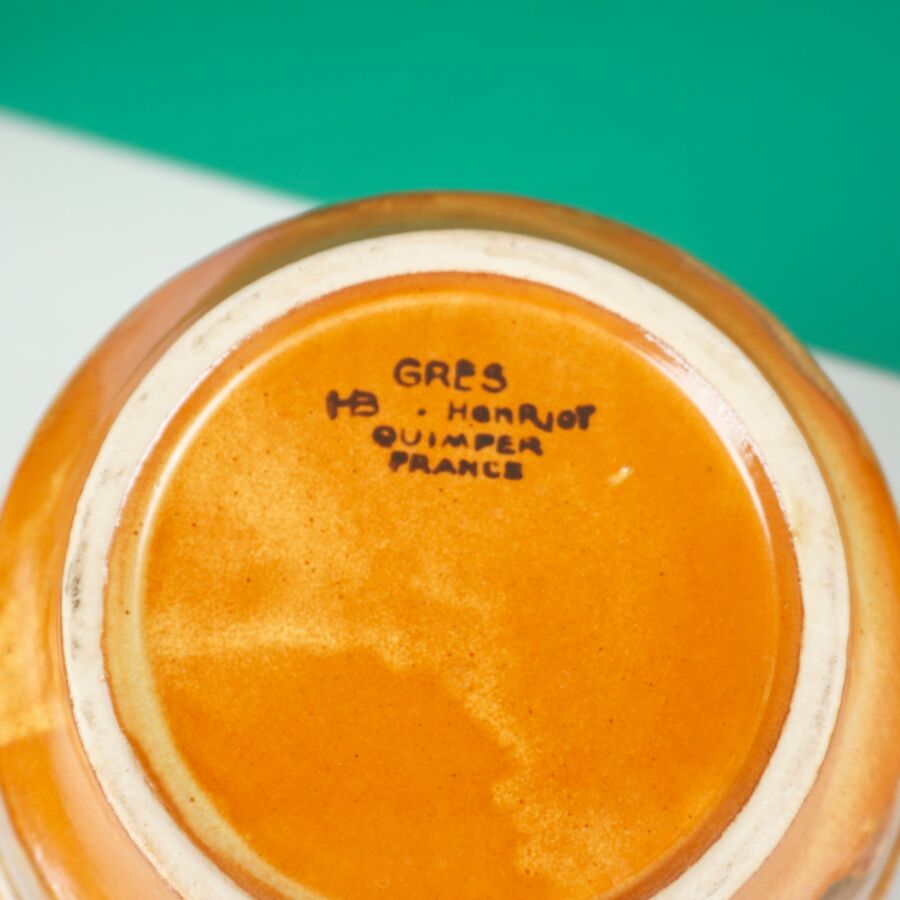 GRES
HB . HenRiot
QUIMPER
FRANCE